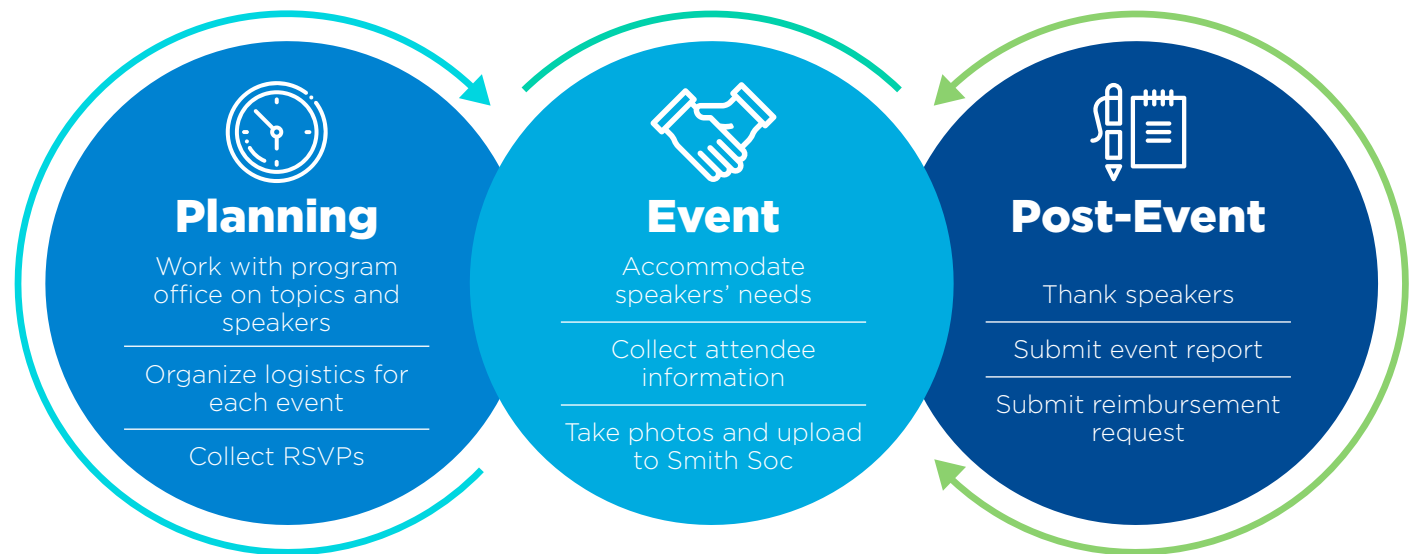 Planning
Work with program
office on topics and
speakers
Organize logistics for
each event
Collect RSVPs
Event
Accommodate
speakers’ needs
Collect attendee
information
Take photos and upload
to Smith Soc
Post-Event
Thank speakers
Submit event report
Submit reimbursement
request